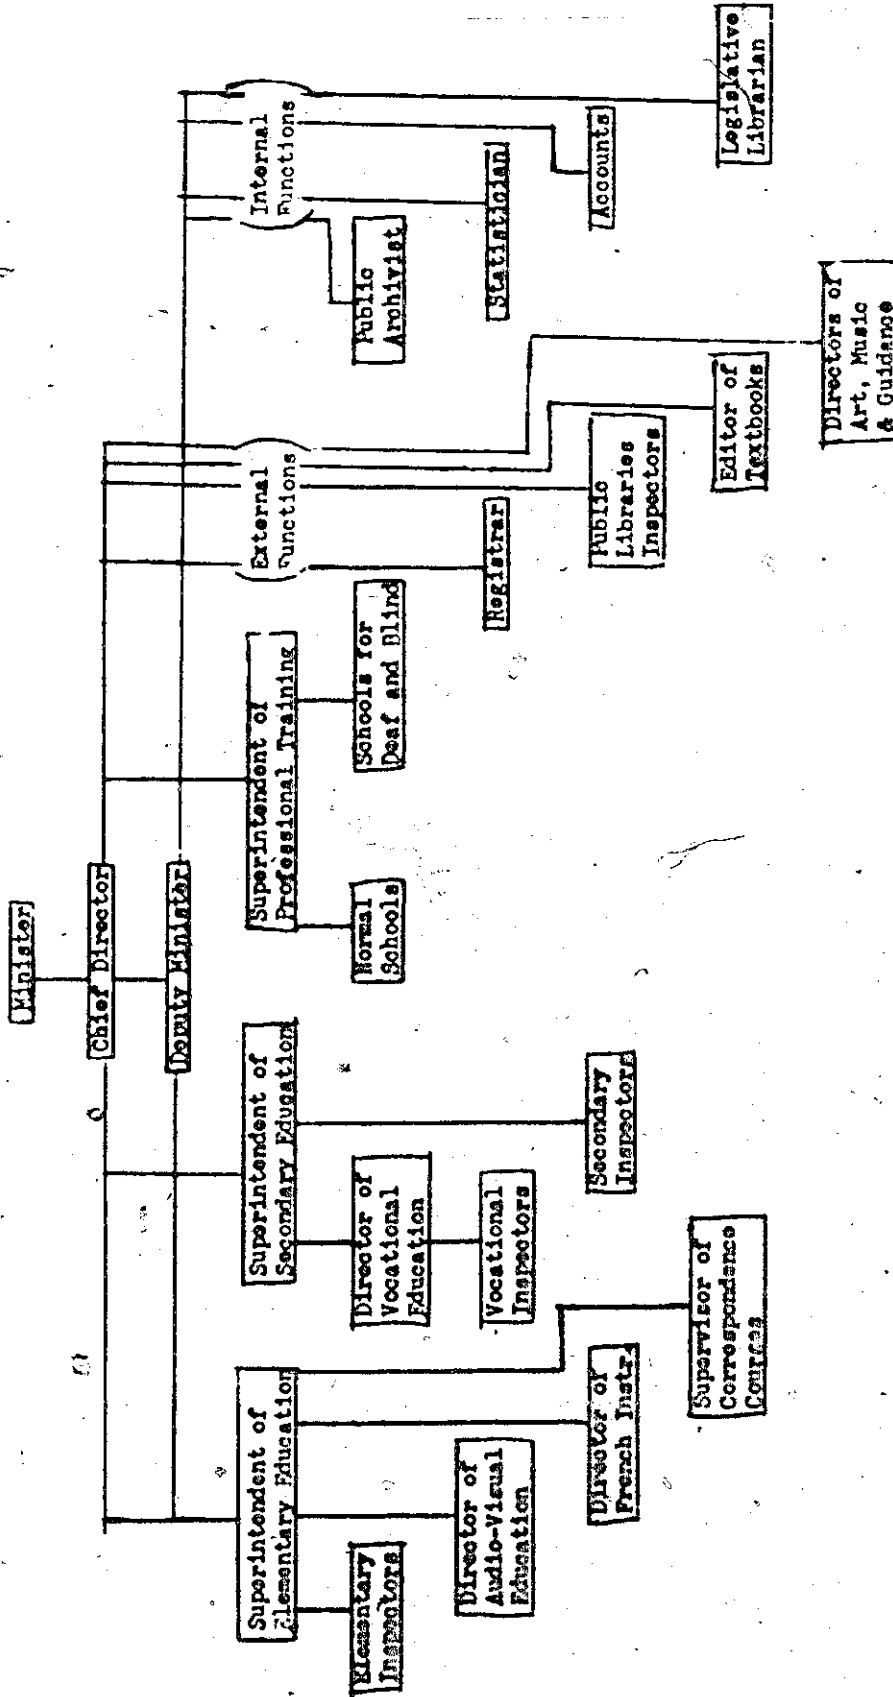 Minister
Chief Director
Deputy Minister
Superintendent of
Elementary Education
Superintendent of
Secondary Education
Superintendent of
Professional Training
External
Functions
Internal
Functions
Elementary
Inspectors
Director of
Vocational
Education
Normal
Schools
Schools for
Deaf and Blind
Public
Archivist
Director of
Audio-Visual
Education
Vocational
Inspectors
Registrar
Statistician
Director of
French Instr.
Secondary
Inspectors
Public
Libraries
Inspectors
Accounts
Supervisor of
Correspondence
Courses
Editor of
Textbooks
Legislative
Librarian
Directors of
Art, Music
& Guidance